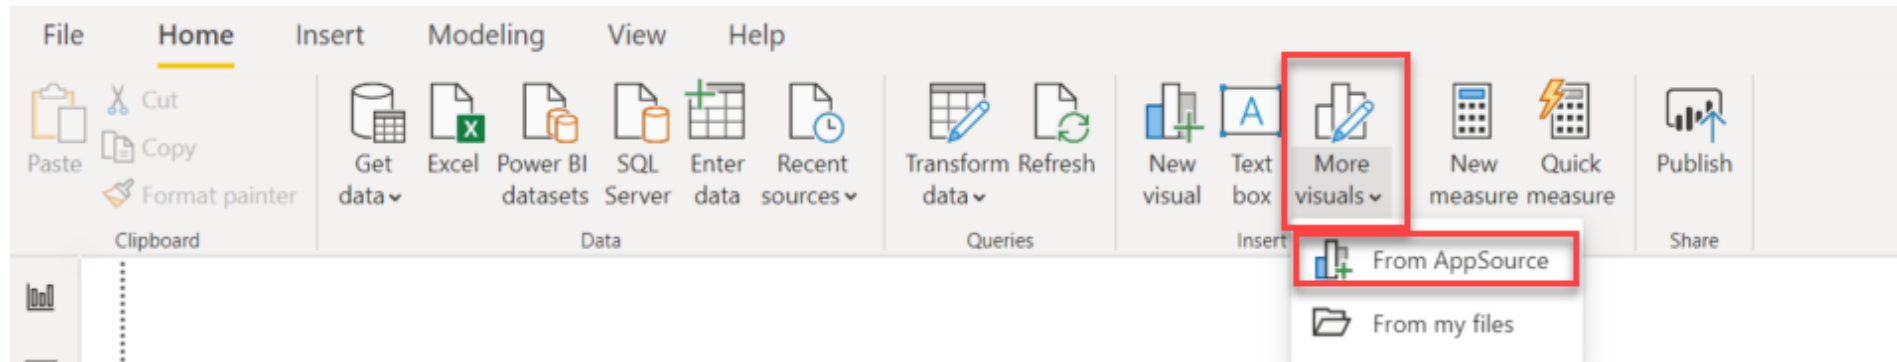 File Home Insert Modeling View Help
Cut
Copy
Format painter
Paste
Clipboard
Get data
Excel
Power BI datasets
SQL Server
Enter data
Recent sources
Data
Transform data
Refresh
Queries
New visual
Text box
More visuals
Insert
New measure
Quick measure
Publish
Share
From AppSource
From my files